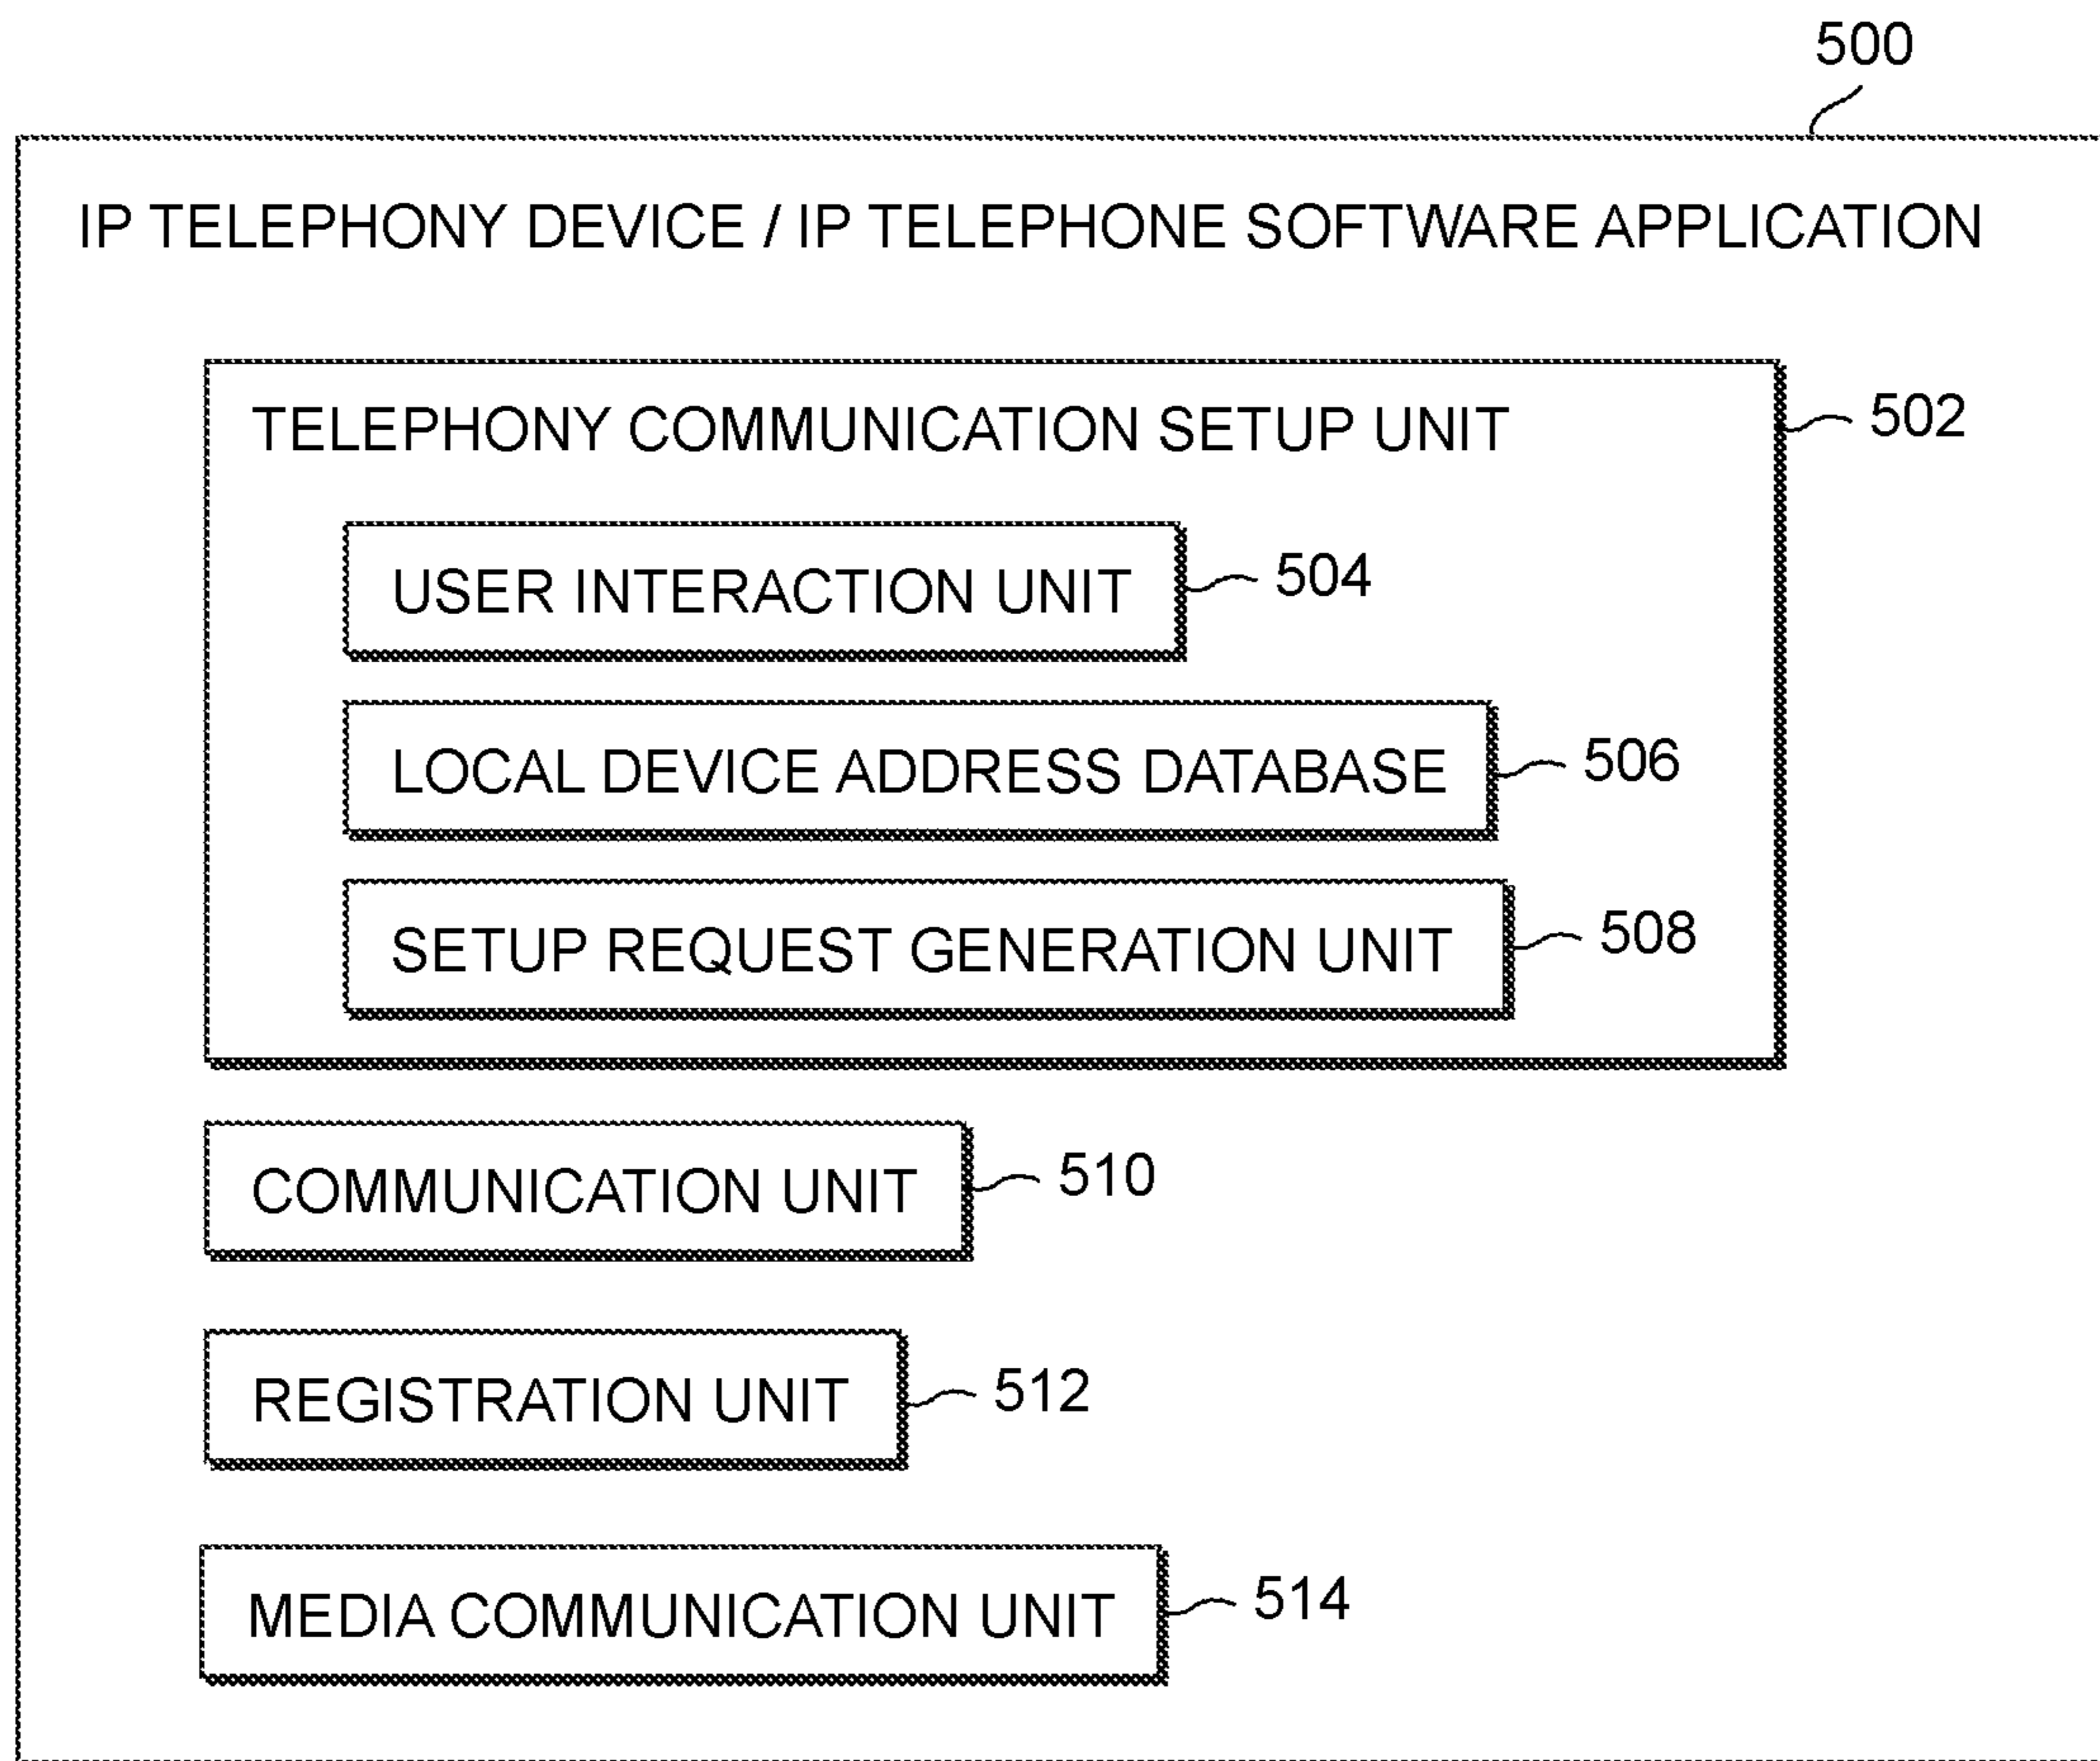 500
IP TELEPHONY DEVICE / IP TELEPHONE SOFTWARE APPLICATION
TELEPHONY COMMUNICATION SETUP UNIT
502
USER INTERACTION UNIT
504
LOCAL DEVICE ADDRESS DATABASE
506
SETUP REQUEST GENERATION UNIT
508
COMMUNICATION UNIT
510
REGISTRATION UNIT
512
MEDIA COMMUNICATION UNIT
514